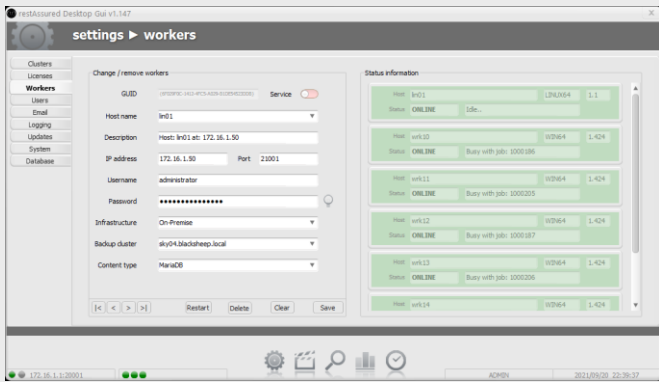 restAssured Desktop Gui v1.147
settings ► workers
Clusters
Licenses
Workers
Users
Email
Logging
Updates
System
Database
Change / remove workers
GUID
Service
Host name lin01
Description Host: lin01 at: 172.16.1.50
IP address 172.16.1.50 Port 21001
Username administrator
Password •••••••••••••••
Infrastructure On-Premise
Backup cluster sky04.blacksheep.local
Content type MariaDB
|< < > >| Restart Delete Clear Save
Status information
Host lin01 LINUX64 1.1
Status ONLINE Idle..
Host wrk10 WIN64 1.424
Status ONLINE Busy with job: 1000186
Host wrk11 WIN64 1.424
Status ONLINE Busy with job: 1000205
Host wrk12 WIN64 1.424
Status ONLINE Busy with job: 1000187
Host wrk13 WIN64 1.424
Status ONLINE Busy with job: 1000206
Host wrk14 WIN64 1.424
172.16.1.1:20001 ADMIN 2021/09/20 22:39:37